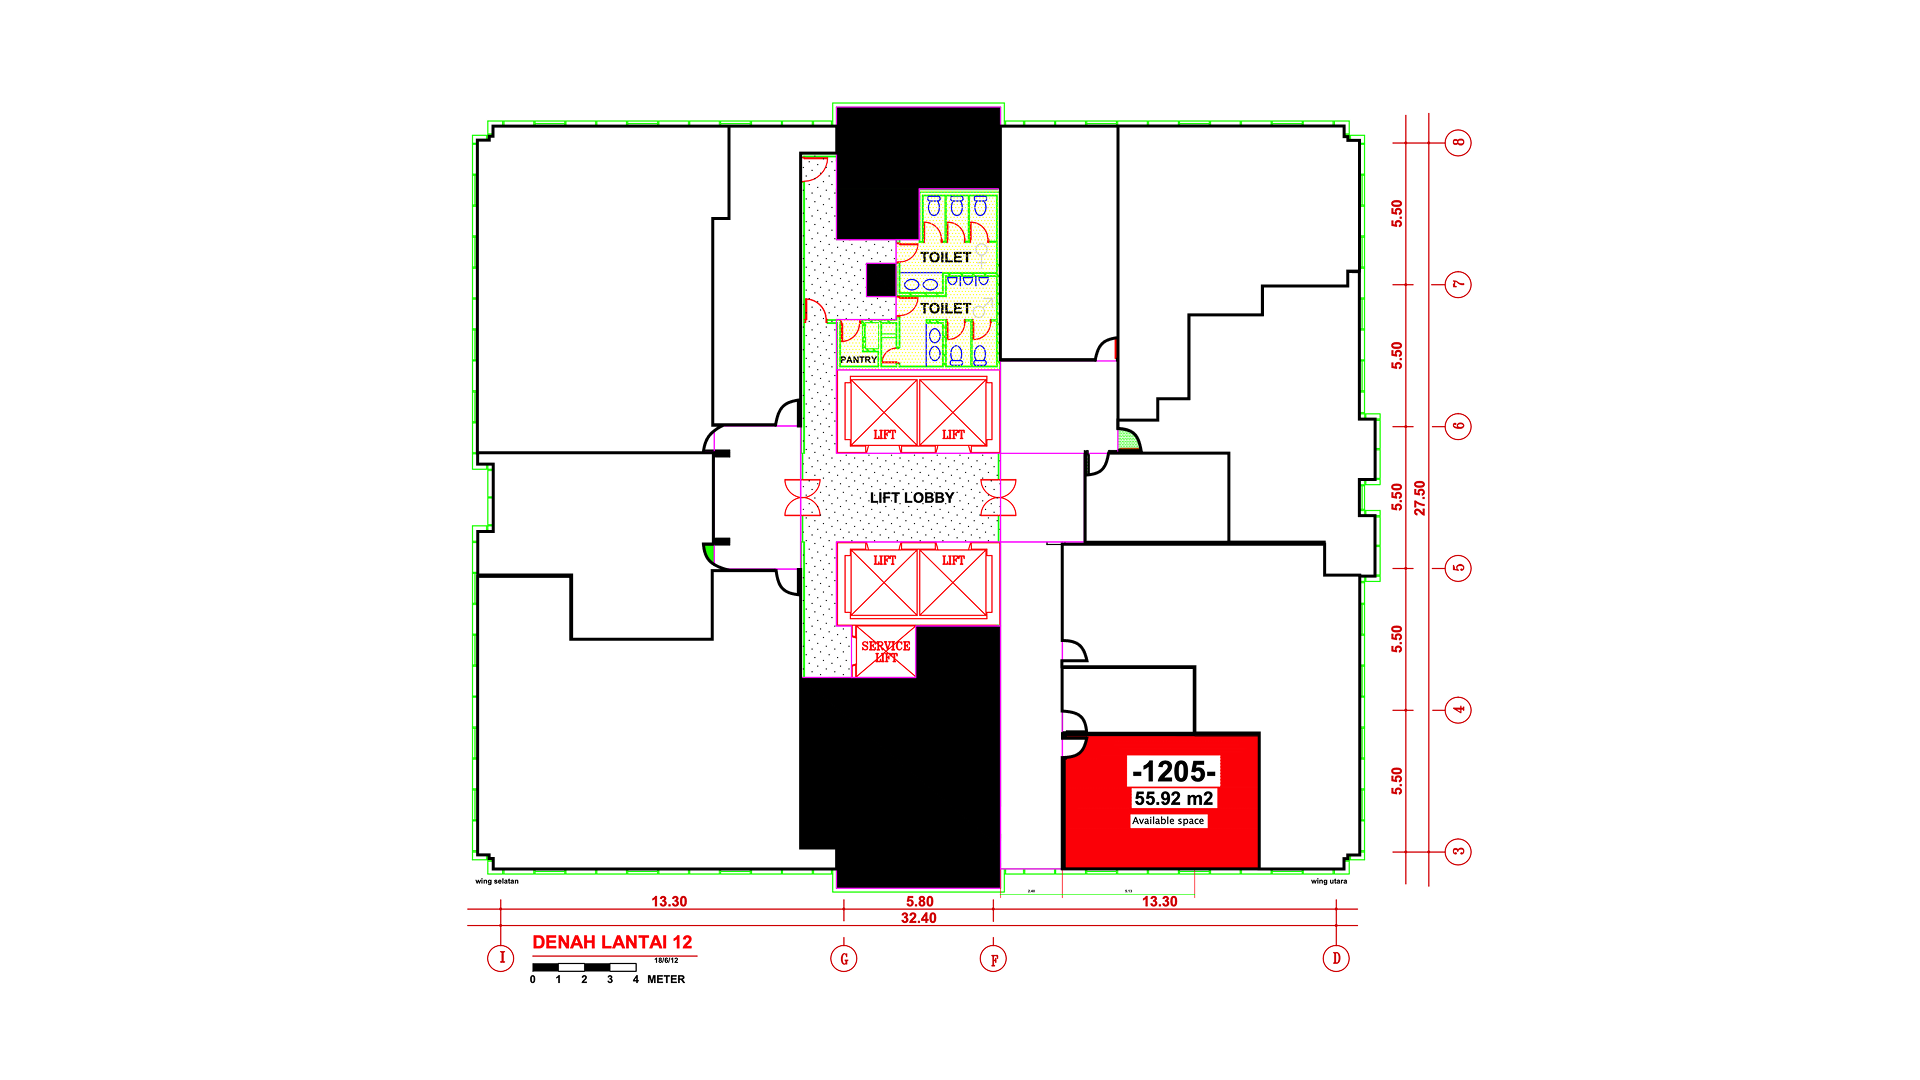 8
5.50
7
TOILET
TOILET
5.50
PANTRY
6
LIFT LIFT
5.50
27.50
LIFT LOBBY
LIFT LIFT
5
5.50
SERVICE
LIFT
4
-1205-
55.92 m2
Available space
5.50
3
wing selatan
wing utara
2.40
5.13
13.30
5.80
13.30
32.40
DENAH LANTAI 12
18/6/12
I
G
F
D
0 1 2 3 4 METER